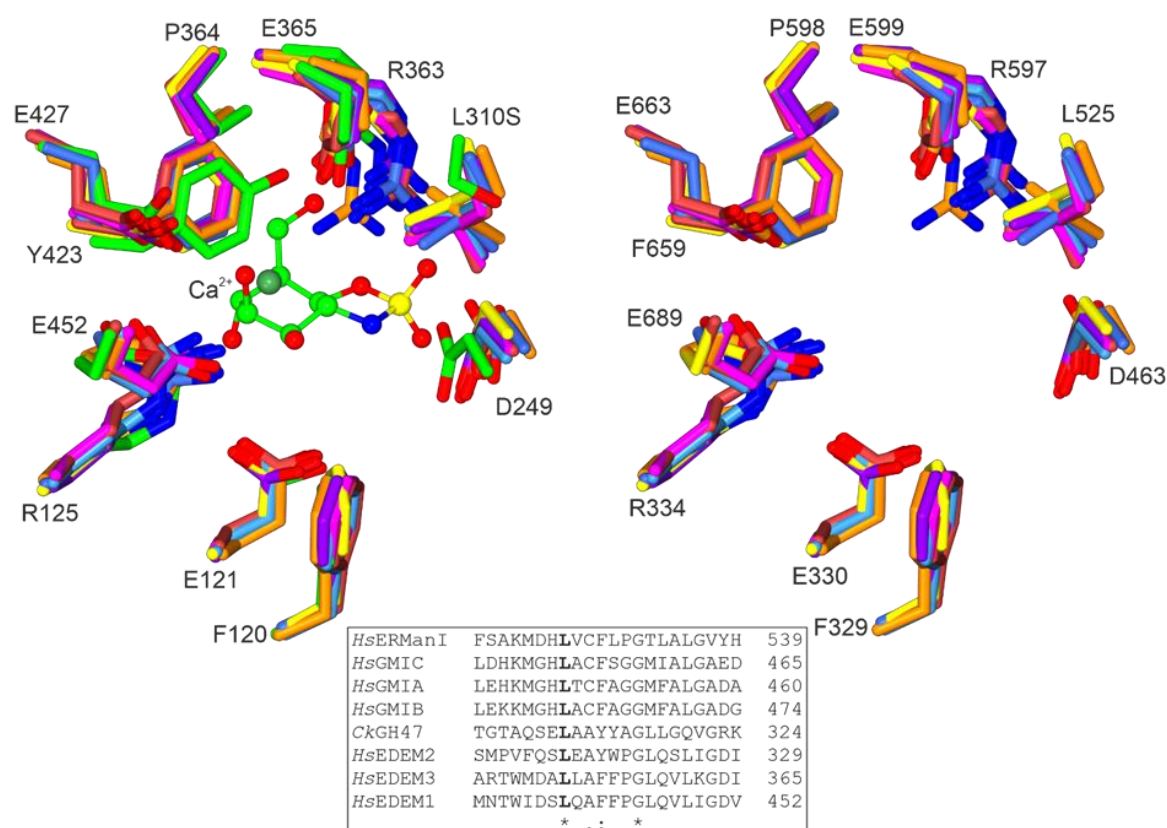 P364 E365 P598 E599
R363 R597
E427 L310S E663 L525
Y423 F659
Ca²⁺
E452 E689
D249 D463
R125 R334
E121 E330
F120 F329
HsERManI FSAKMDHLVCFLPGTLALGVYH 539
HsGMIC LDHKMGHLACFSGGMIALGAED 465
HsGMIA LEHKMGHLTCFAGGMFALGADA 460
HsGMIB LEKKMGHLACFAGGMFALGADG 474
CkGH47 TGTAQSELAAYYAGLLGQVGRK 324
HsEDEM2 SMPVFQSLEAYWPGLQSLIGDI 329
HsEDEM3 ARTWMDALLAFFPGLQVLKGDI 365
HsEDEM1 MNTWIDSLQAFFPGLQVLIGDV 452
* .: *